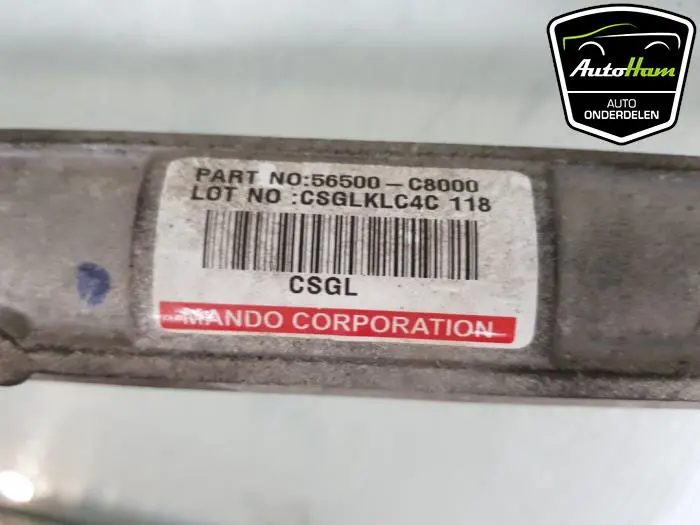 AutoHam
AUTO
ONDERDELEN
PART NO:56500-C8000
LOT NO :CSGLKLC4C 118
CSGL
MANDO CORPORATION